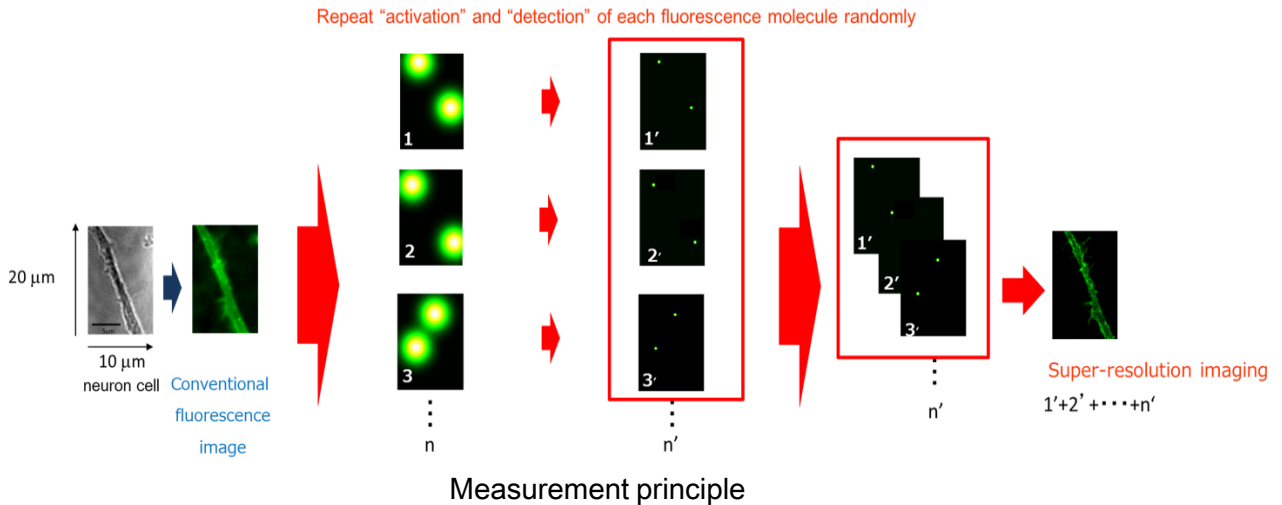 Repeat “activation” and “detection” of each fluorescence molecule randomly
1
1’
2
2’
3
3’
n
n’
20 μm
10 μm
neuron cell
5um
Conventional
fluorescence
image
1’
2’
3’
n’
Super-resolution imaging
1’+2’ +･･･+n‘
Measurement principle